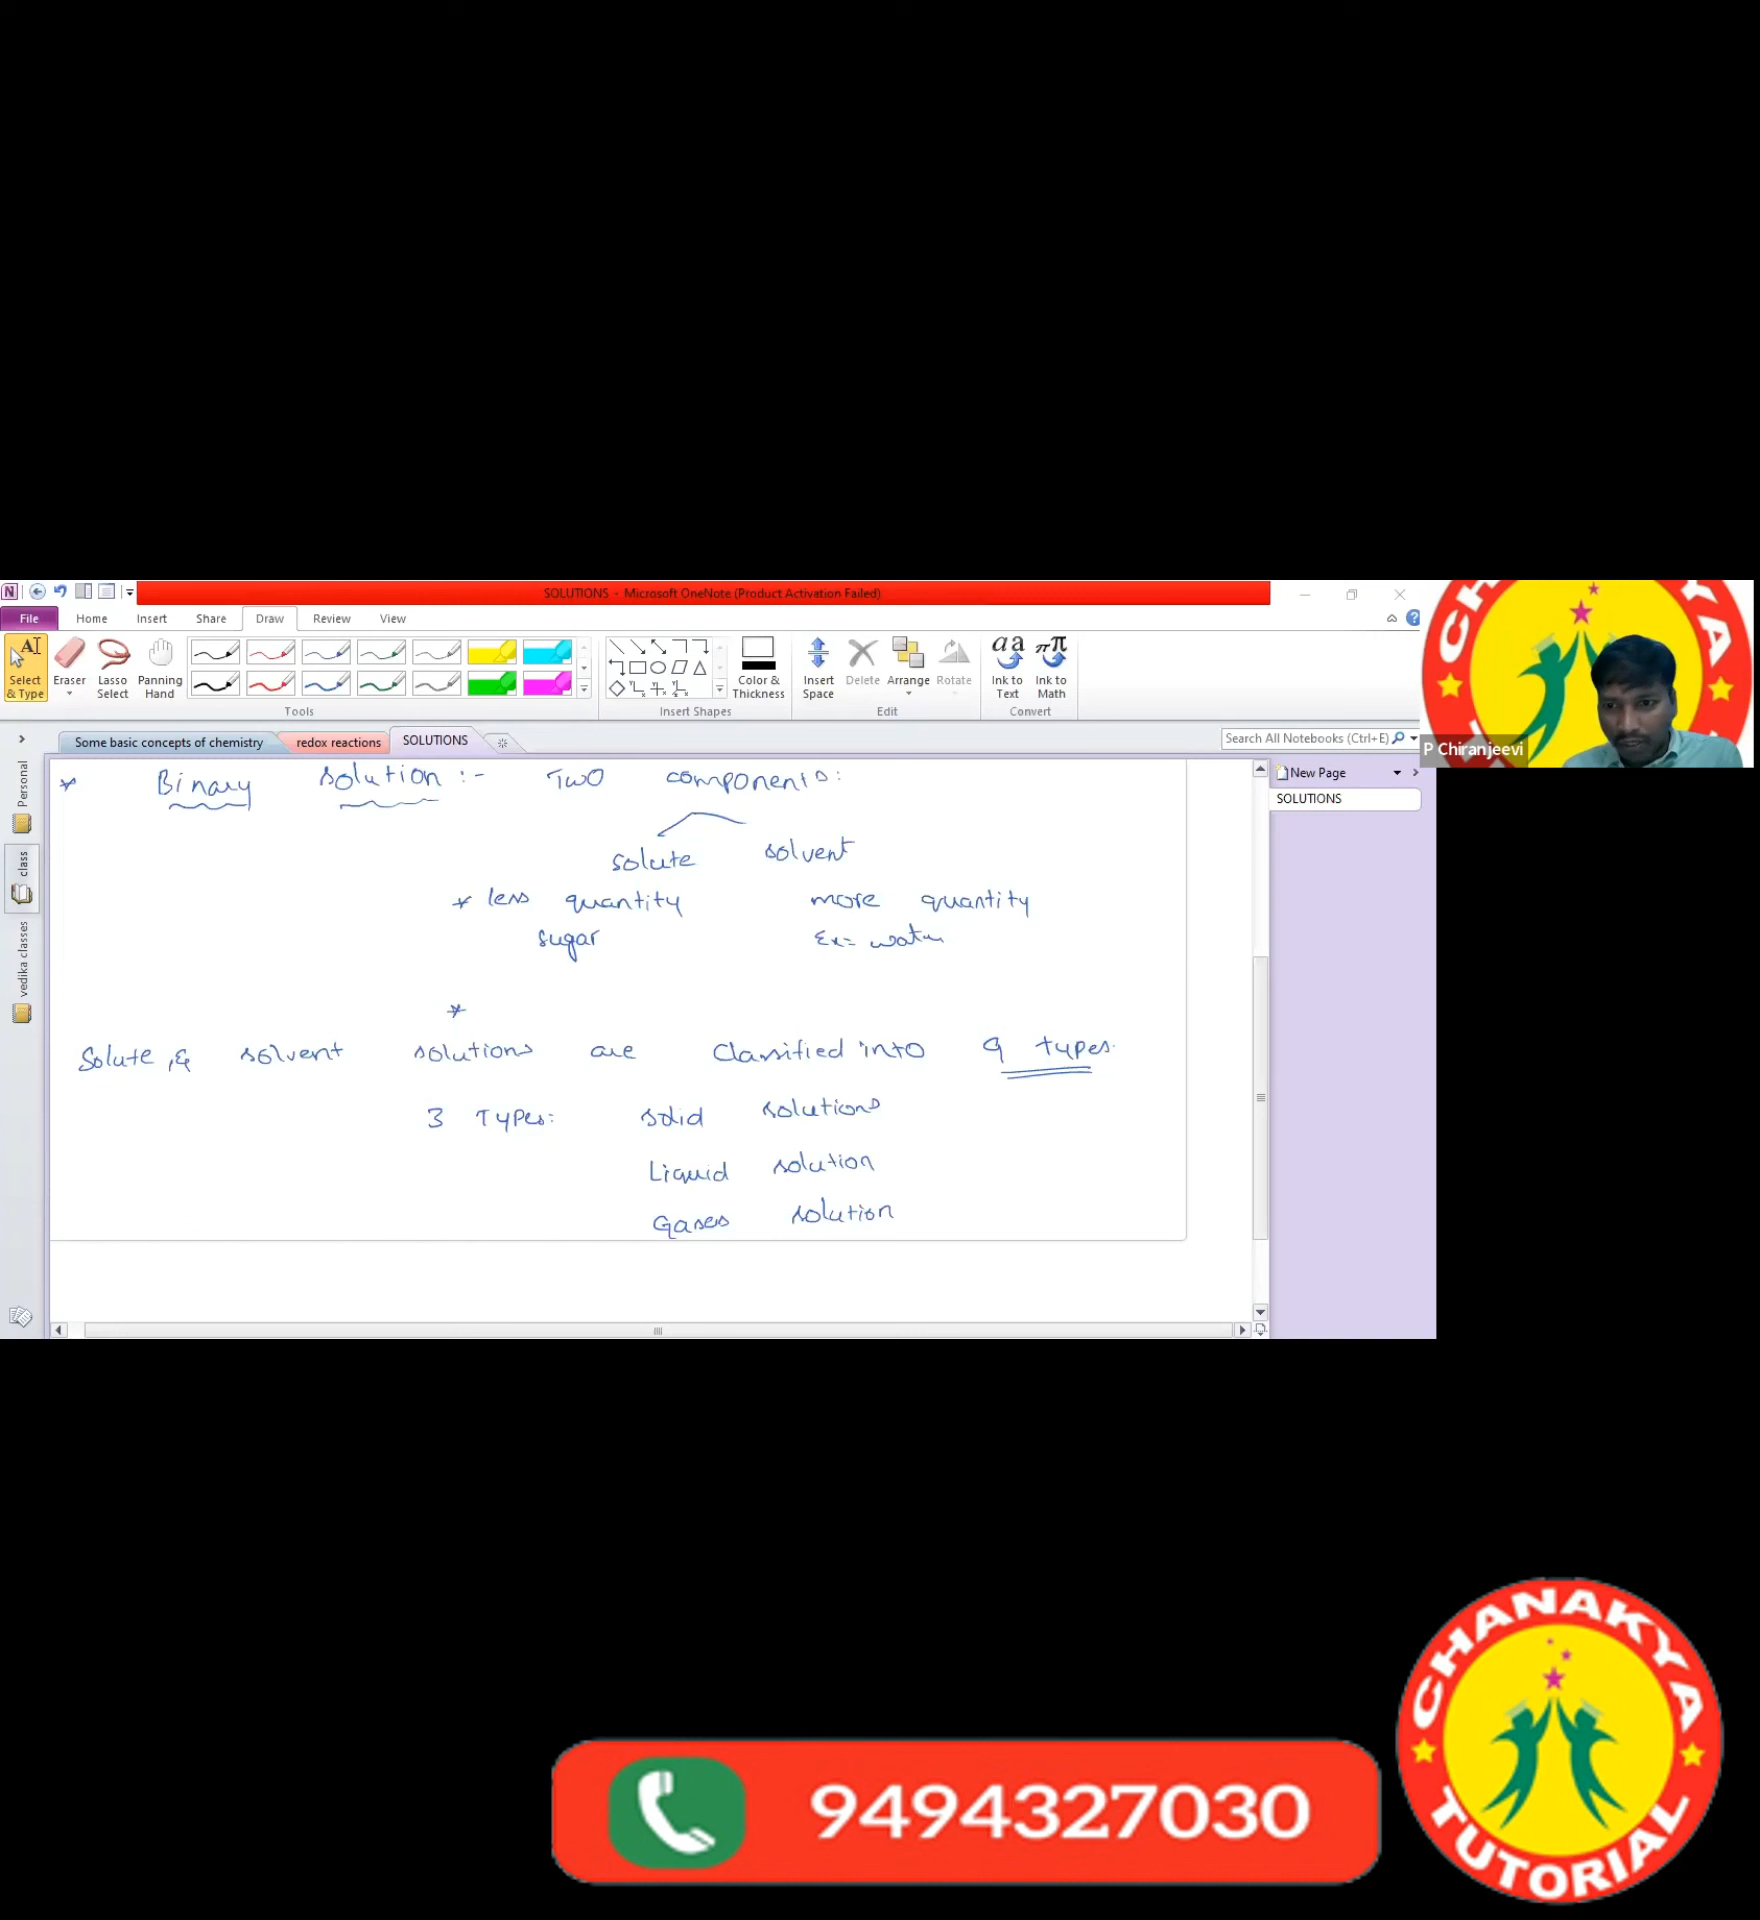 SOLUTIONS - Microsoft OneNote (Product Activation Failed)
File Home Insert Share Draw Review View
Select & Type
Eraser
Lasso Select
Panning Hand
Color & Thickness
Insert Space
Delete
Arrange
Rotate
Ink to Text
Ink to Math
Tools
Insert Shapes
Edit
Convert
P Chiranjeevi
Some basic concepts of chemistry
redox reactions
SOLUTIONS
Search All Notebooks (Ctrl+E)
New Page
SOLUTIONS
Personal
class
vedika classes
* Binary solution :- Two components:
solute solvent
* less quantity more quantity
sugar Ex= water
*
Solute, & solvent solutions are classified into 9 types.
3 Types: solid solutions
Liquid solution
Gases solution
CHANAKYA TUTORIAL
9494327030